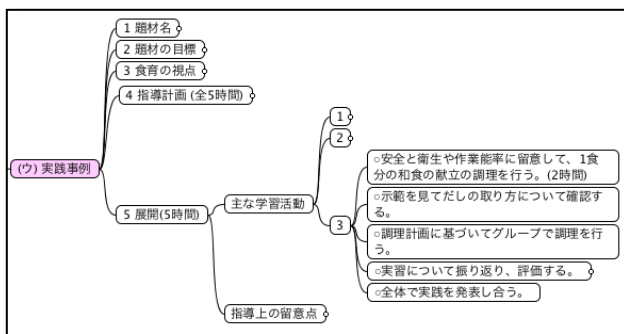 (ウ) 実践事例
1 題材名
2 題材の目標
3 食育の視点
4 指導計画 (全5時間)
5 展開(5時間)
主な学習活動
1
2
3
○安全と衛生や作業能率に留意して、1食
分の和食の献立の調理を行う。(2時間)
○示範を見てだしの取り方について確認す
る。
○調理計画に基づいてグループで調理を行
う。
○実習について振り返り、評価する。
○全体で実践を発表し合う。
指導上の留意点